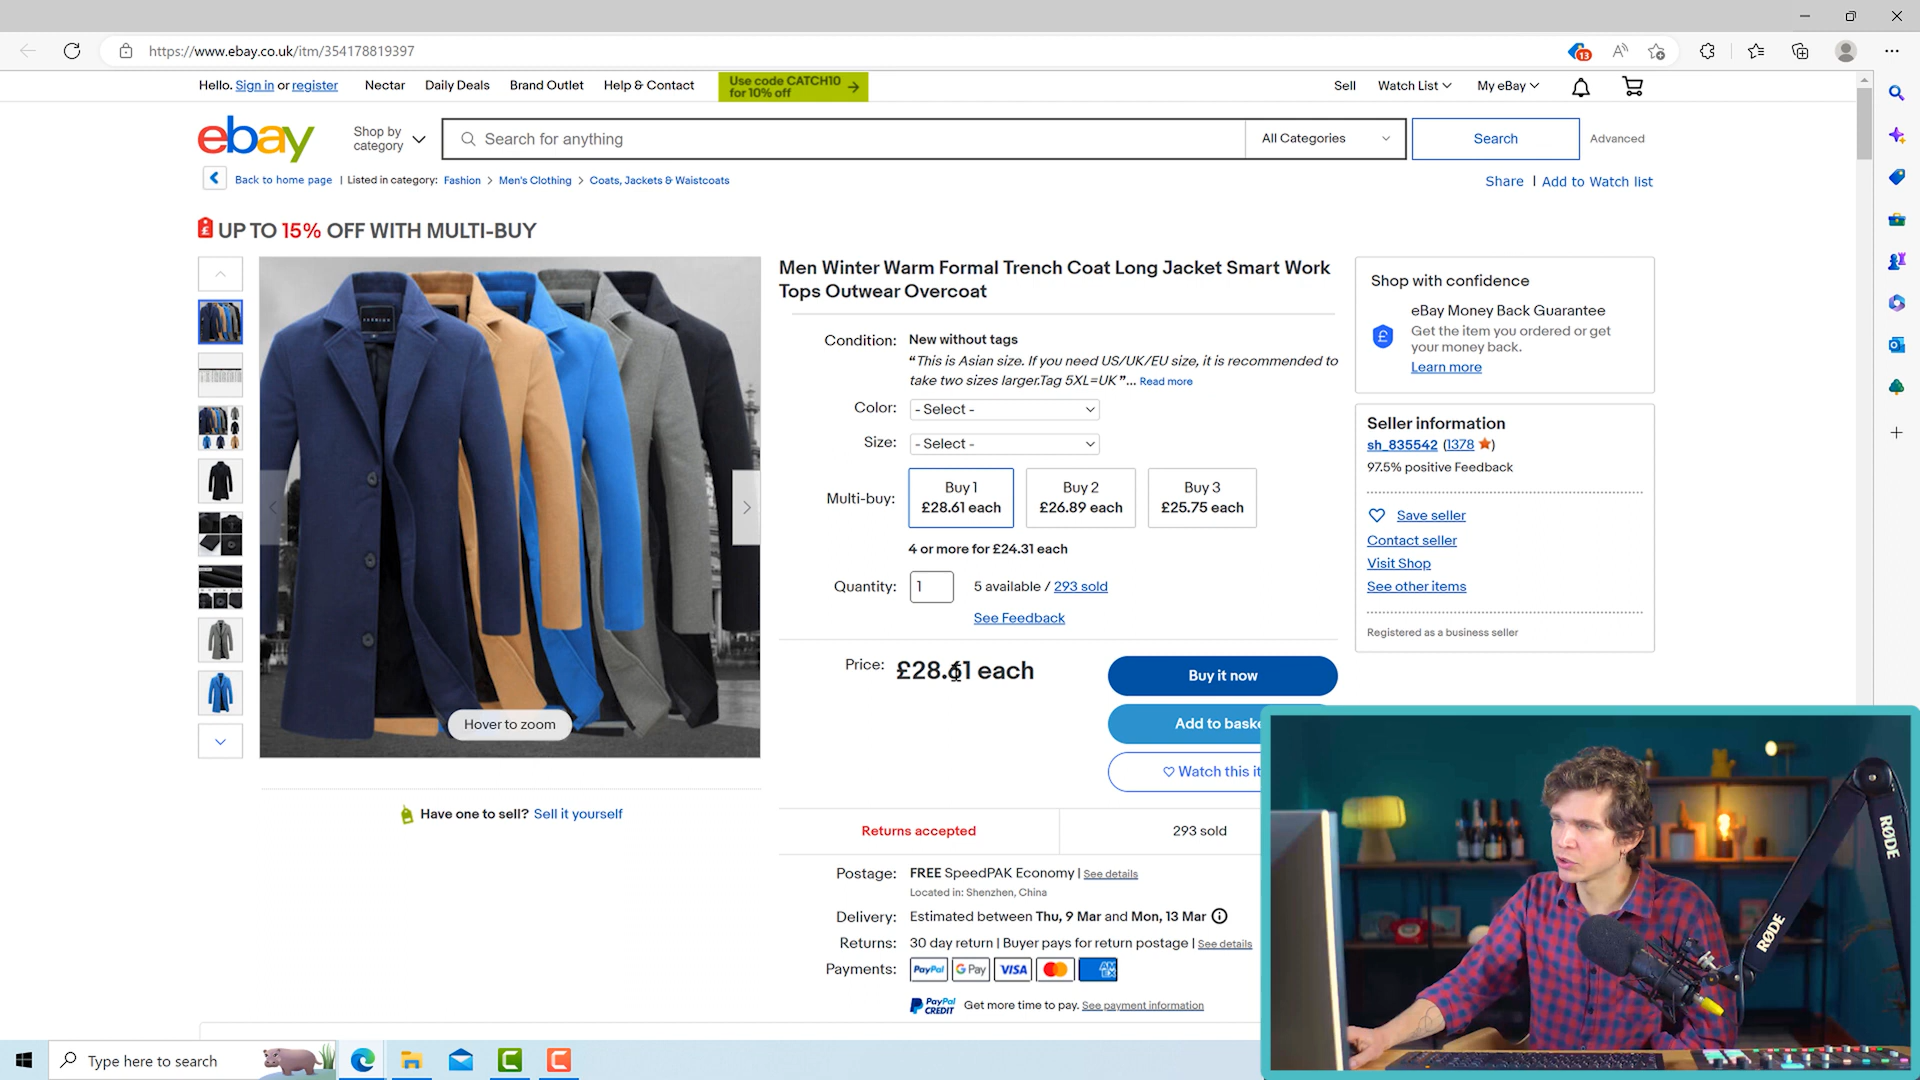 https://www.ebay.co.uk/itm/354178819397
13
Hello. Sign in or register
Nectar
Daily Deals
Brand Outlet
Help & Contact
Use code CATCH10
for 10% off
Sell
Watch List
My eBay
ebay
Shop by
category
Search for anything
All Categories
Search
Advanced
Back to home page | Listed in category: Fashion > Men's Clothing > Coats, Jackets & Waistcoats
Share | Add to Watch list
£ UP TO 15% OFF WITH MULTI-BUY
FASHION
Hover to zoom
Have one to sell? Sell it yourself
Men Winter Warm Formal Trench Coat Long Jacket Smart Work
Tops Outwear Overcoat
Condition: New without tags
“This is Asian size. If you need US/UK/EU size, it is recommended to
take two sizes larger.Tag 5XL=UK”... Read more
Color: - Select -
Size: - Select -
Multi-buy:
Buy 1
£28.61 each
Buy 2
£26.89 each
Buy 3
£25.75 each
4 or more for £24.31 each
Quantity: 1 5 available / 293 sold
See Feedback
Price: £28.61 each
Buy it now
Add to baske
Watch this it
Returns accepted
293 sold
Postage: FREE SpeedPAK Economy | See details
Located in: Shenzhen, China
Delivery: Estimated between Thu, 9 Mar and Mon, 13 Mar
Returns: 30 day return | Buyer pays for return postage | See details
Payments: PayPal G Pay VISA AM EX
PayPal CREDIT Get more time to pay. See payment information
Shop with confidence
eBay Money Back Guarantee
£
Get the item you ordered or get
your money back.
Learn more
Seller information
sh_835542 (1378)
97.5% positive Feedback
Save seller
Contact seller
Visit Shop
See other items
Registered as a business seller
RØDE
RØDE
Type here to search